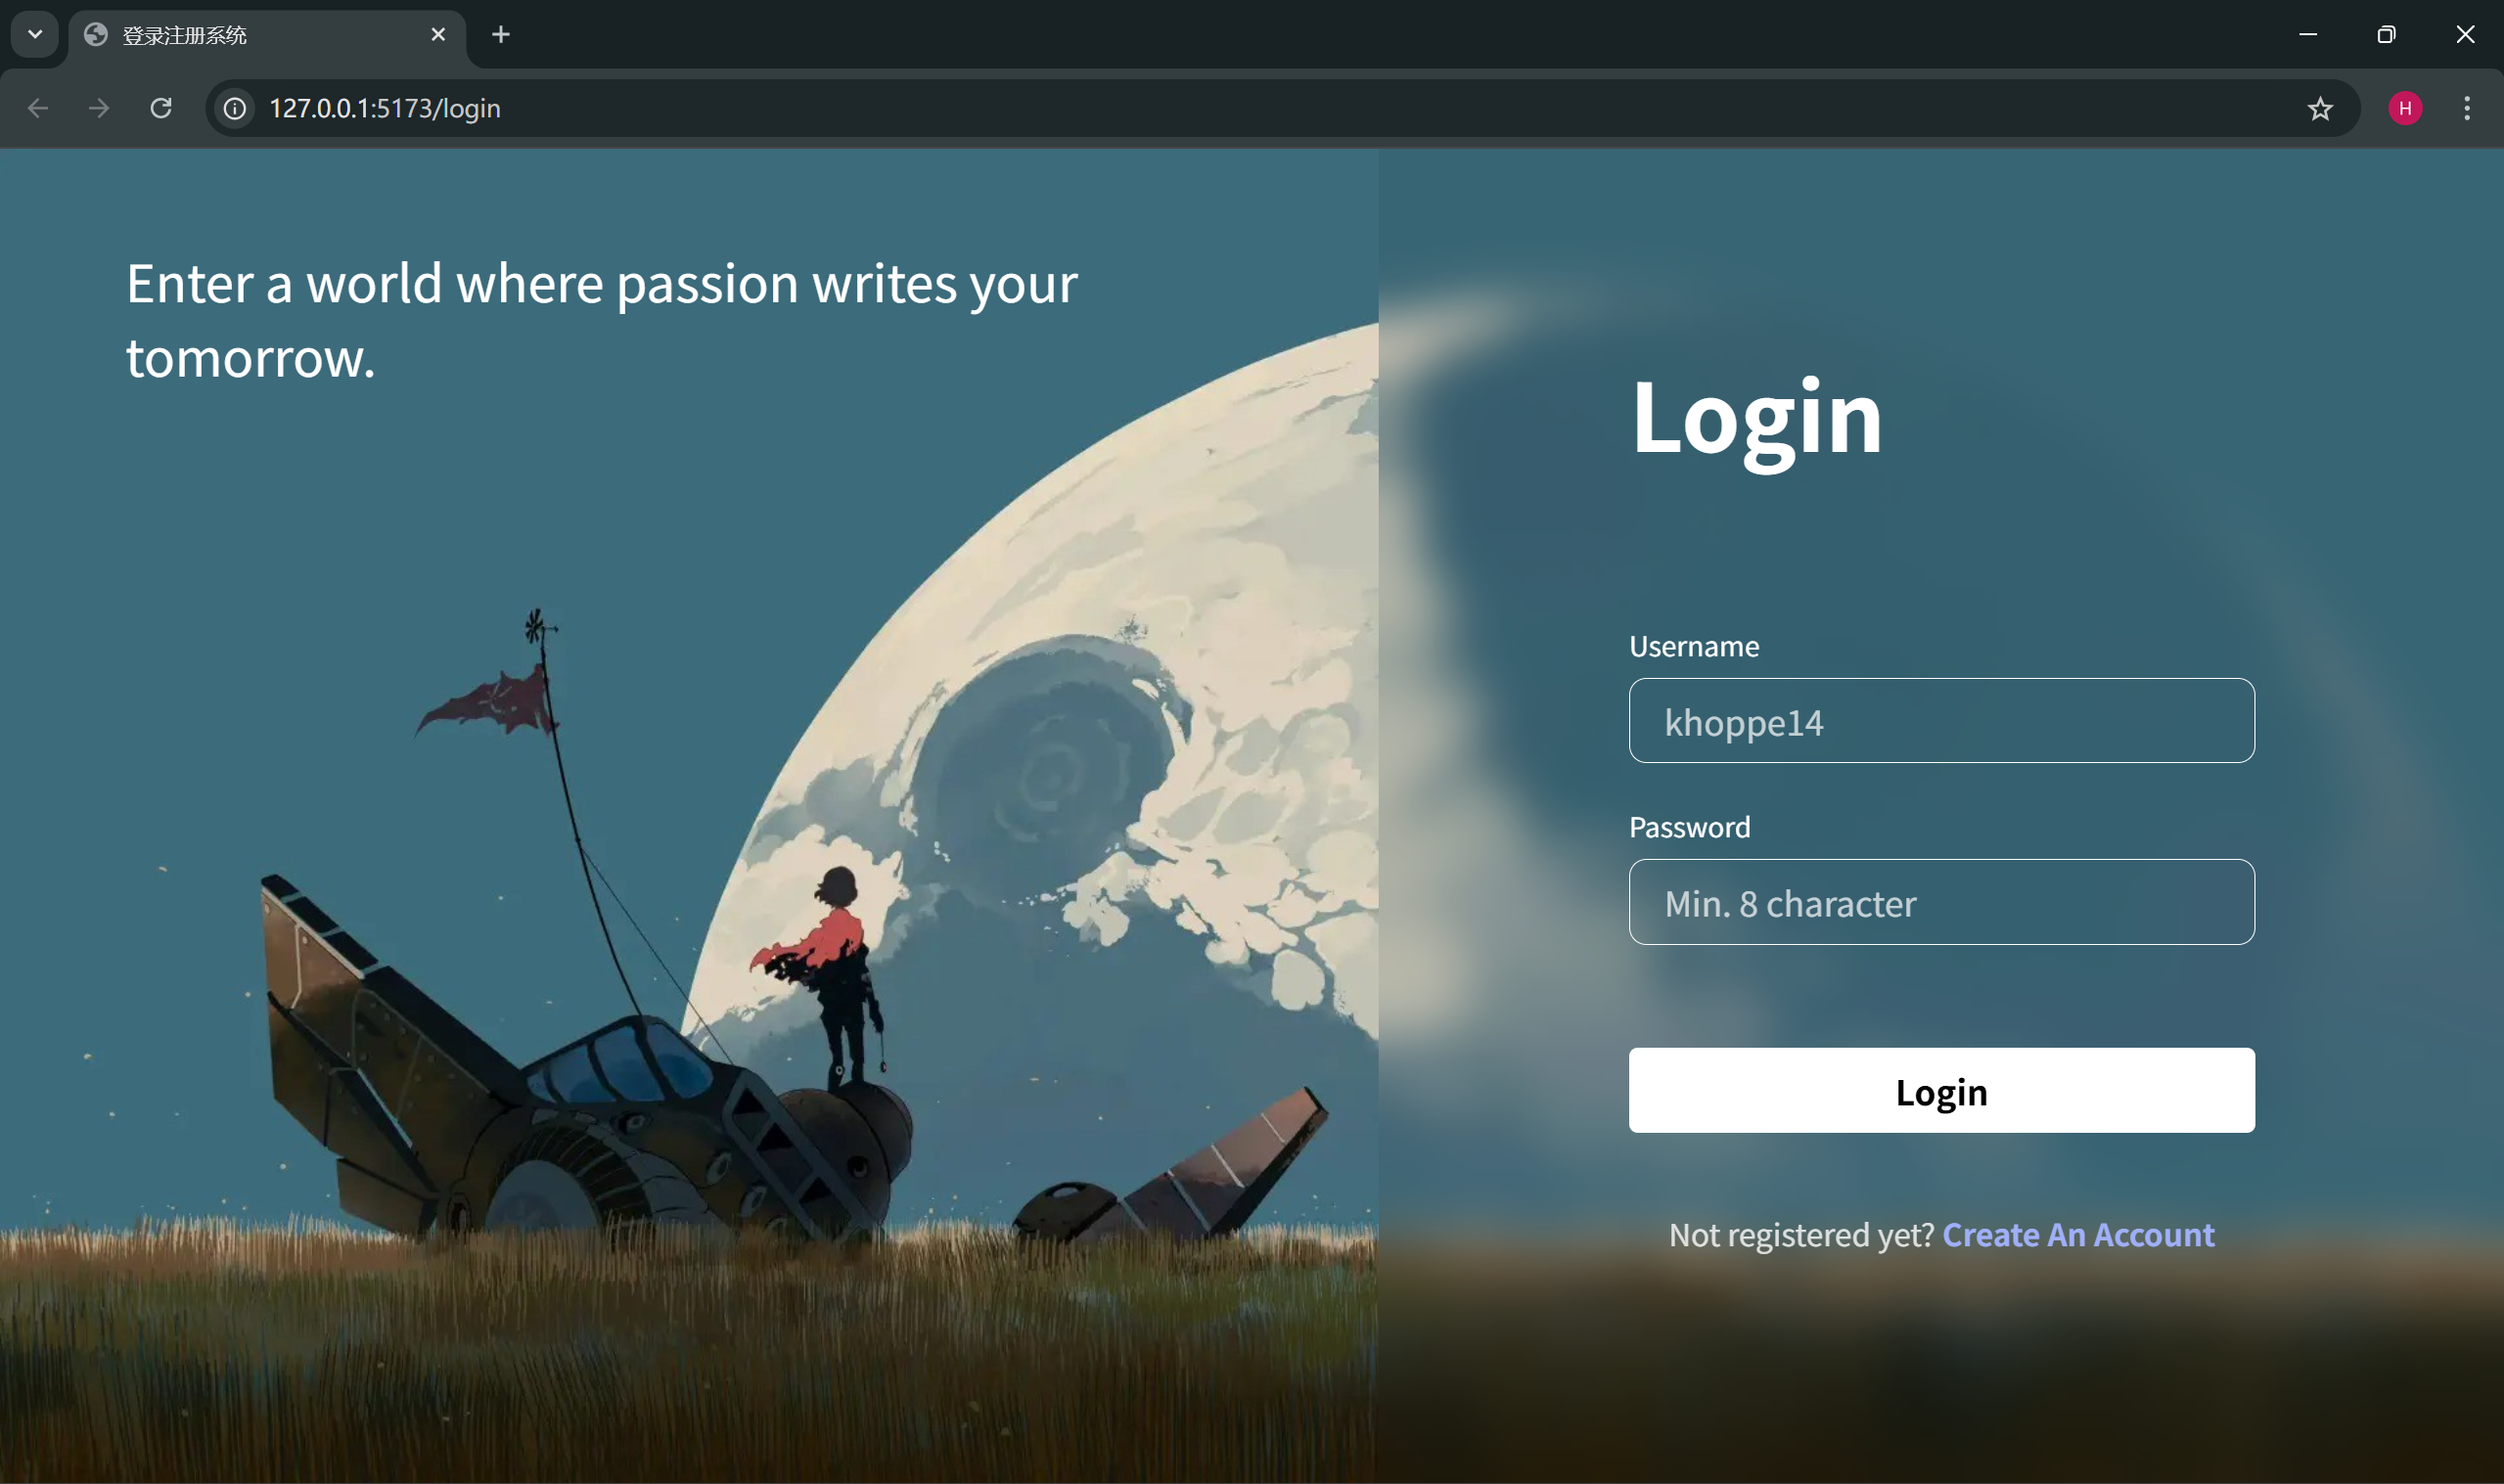 登录注册系统
127.0.0.1:5173/login
H
Enter a world where passion writes your
tomorrow.
Login
Username
khoppe14
Password
Min. 8 character
Login
Not registered yet? Create An Account